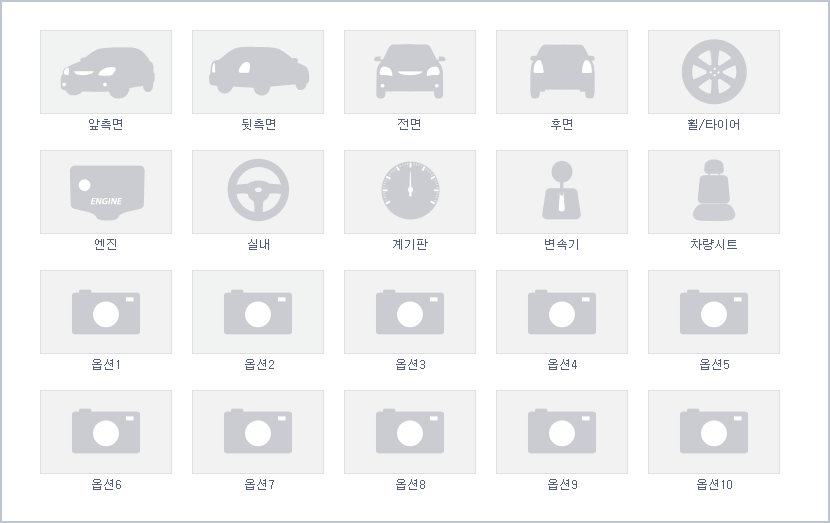 앞측면
뒷측면
전면
후면
휠/타이어
ENGINE
엔진
실내
계기판
변속기
차량시트
옵션1
옵션2
옵션3
옵션4
옵션5
옵션6
옵션7
옵션8
옵션9
옵션10